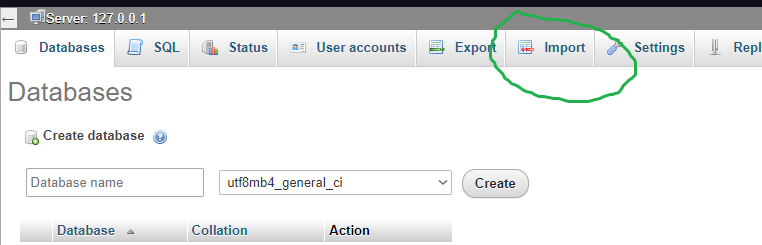 Server: 127.0.0.1
Databases SQL Status User accounts Export Import Settings Repl
Databases
Create database
Database name utf8mb4_general_ci Create
Database Collation Action